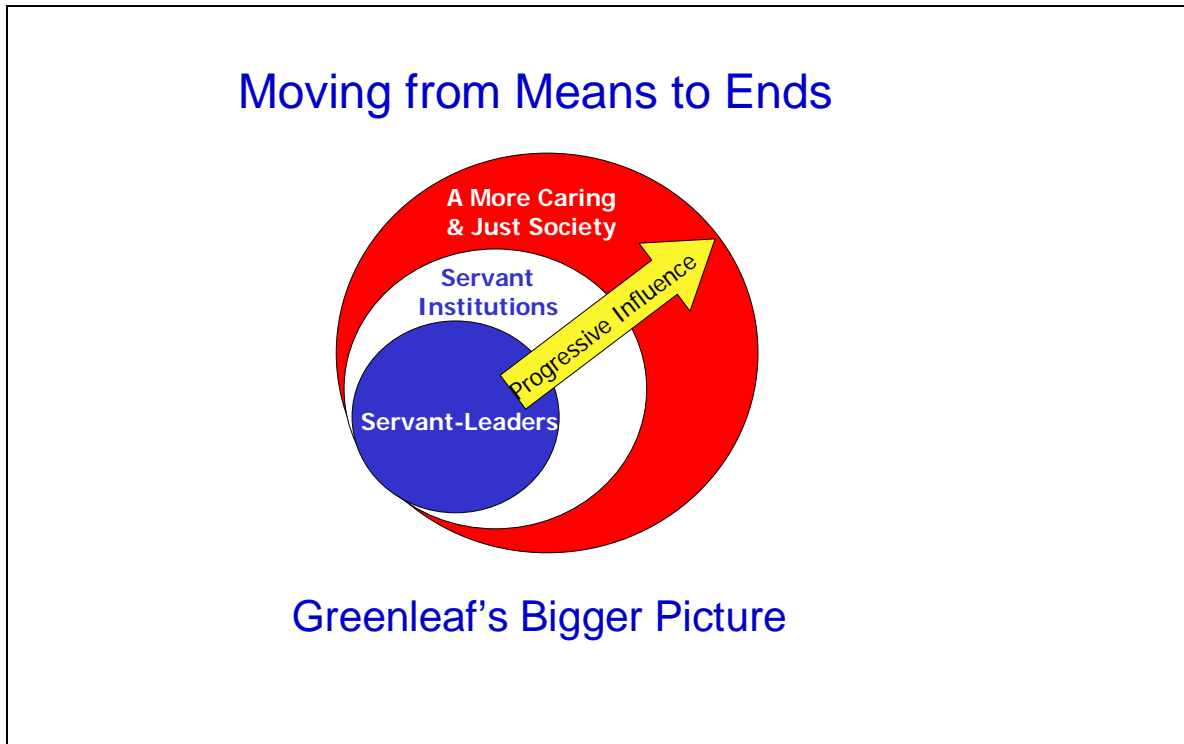 Moving from Means to Ends
A More Caring
& Just Society
Servant
Institutions
Progressive Influence
Servant-Leaders
Greenleaf's Bigger Picture